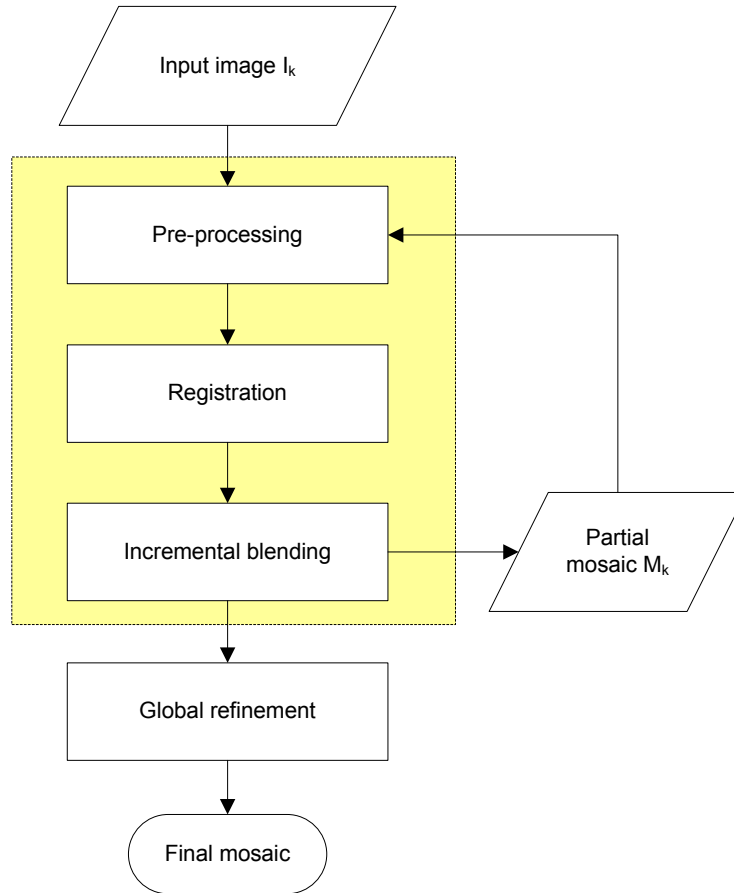 Input image Iₖ
Pre-processing
Registration
Incremental blending
Partial
mosaic Mₖ
Global refinement
Final mosaic